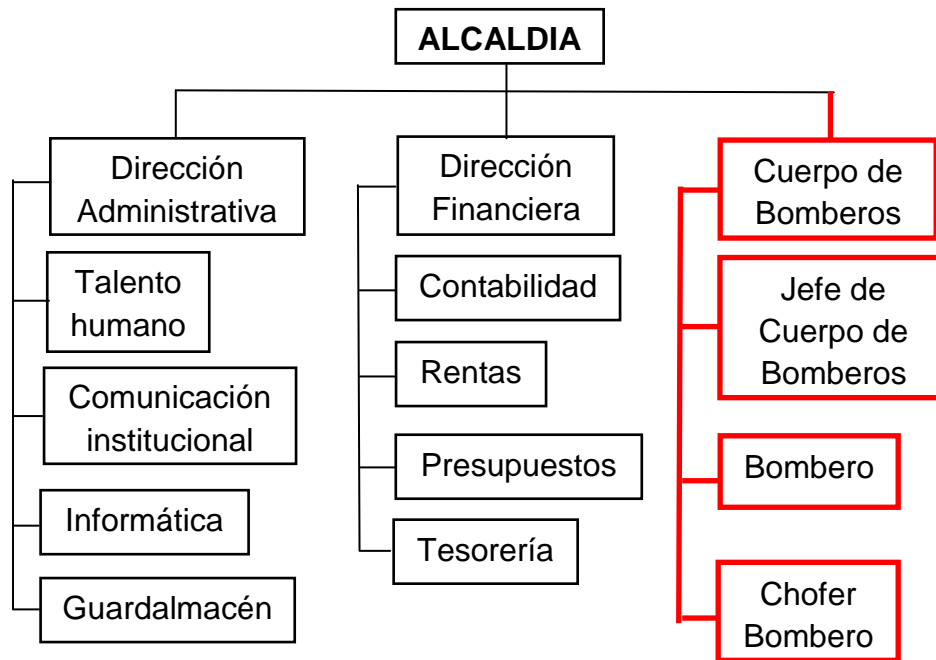 ALCALDIA
Dirección
Administrativa
Talento
humano
Comunicación
institucional
Informática
Guardalmacén
Dirección
Financiera
Contabilidad
Rentas
Presupuestos
Tesorería
Cuerpo de
Bomberos
Jefe de
Cuerpo de
Bomberos
Bombero
Chofer
Bombero